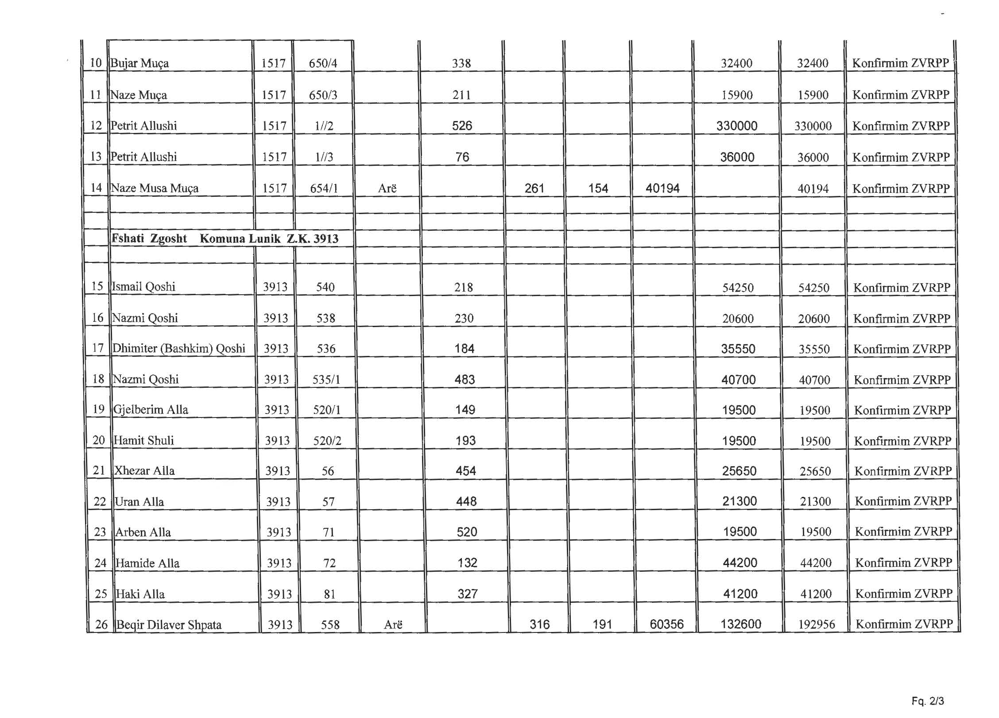 10 Bujar Muça 1517 650/4 338 32400 32400 Konfirmim ZVRPP
11 Naze Muça 1517 650/3 211 15900 15900 Konfirmim ZVRPP
12 Petrit Allushi 1517 1//2 526 330000 330000 Konfirmim ZVRPP
13 Petrit Allushi 1517 1//3 76 36000 36000 Konfirmim ZVRPP
14 Naze Musa Muça 1517 654/1 Arë 261 154 40194 40194 Konfirmim ZVRPP
Fshati Zgosht Komuna Lunik Z.K. 3913
15 Ismail Qoshi 3913 540 218 54250 54250 Konfirmim ZVRPP
16 Nazmi Qoshi 3913 538 230 20600 20600 Konfirmim ZVRPP
17 Dhimiter (Bashkim) Qoshi 3913 536 184 35550 35550 Konfirmim ZVRPP
18 Nazmi Qoshi 3913 535/1 483 40700 40700 Konfirmim ZVRPP
19 Gjelberim Alla 3913 520/1 149 19500 19500 Konfirmim ZVRPP
20 Hamit Shuli 3913 520/2 193 19500 19500 Konfirmim ZVRPP
21 Xhezar Alla 3913 56 454 25650 25650 Konfirmim ZVRPP
22 Uran Alla 3913 57 448 21300 21300 Konfirmim ZVRPP
23 Arben Alla 3913 71 520 19500 19500 Konfirmim ZVRPP
24 Hamide Alla 3913 72 132 44200 44200 Konfirmim ZVRPP
25 Haki Alla 3913 81 327 41200 41200 Konfirmim ZVRPP
26 Beqir Dilaver Shpata 3913 558 Arë 316 191 60356 132600 192956 Konfirmim ZVRPP
Fq. 2/3